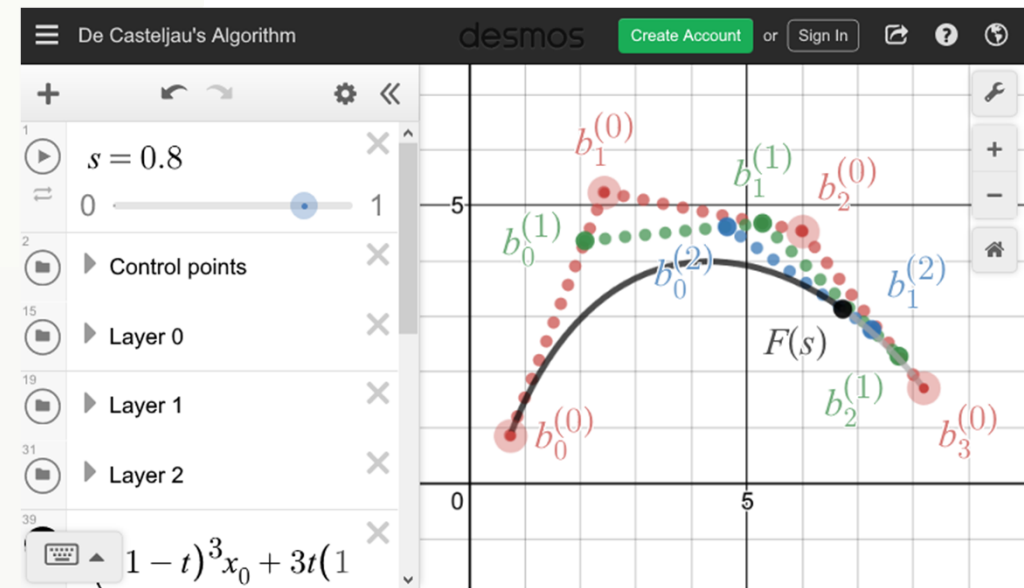 De Casteljau's Algorithm
desmos
Create Account
or
Sign In
1
s = 0.8
0
1
2
Control points
15
Layer 0
19
Layer 1
31
Layer 2
39
1 − t)³x₀ + 3t(1
b₁⁽⁰⁾
b₁⁽¹⁾
b₂⁽⁰⁾
5
b₀⁽¹⁾
b₀⁽²⁾
b₁⁽²⁾
F(s)
b₂⁽¹⁾
b₀⁽⁰⁾
b₃⁽⁰⁾
0
5